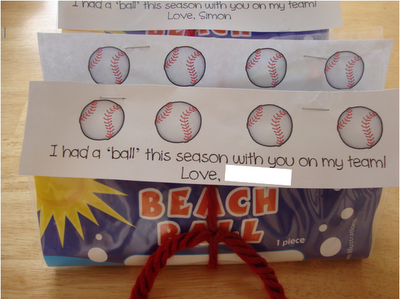 I had a 'ball' this season with you on my team!
Love, Simon
I had a 'ball' this season with you on my team!
Love,
BEACH
BALL
1 piece